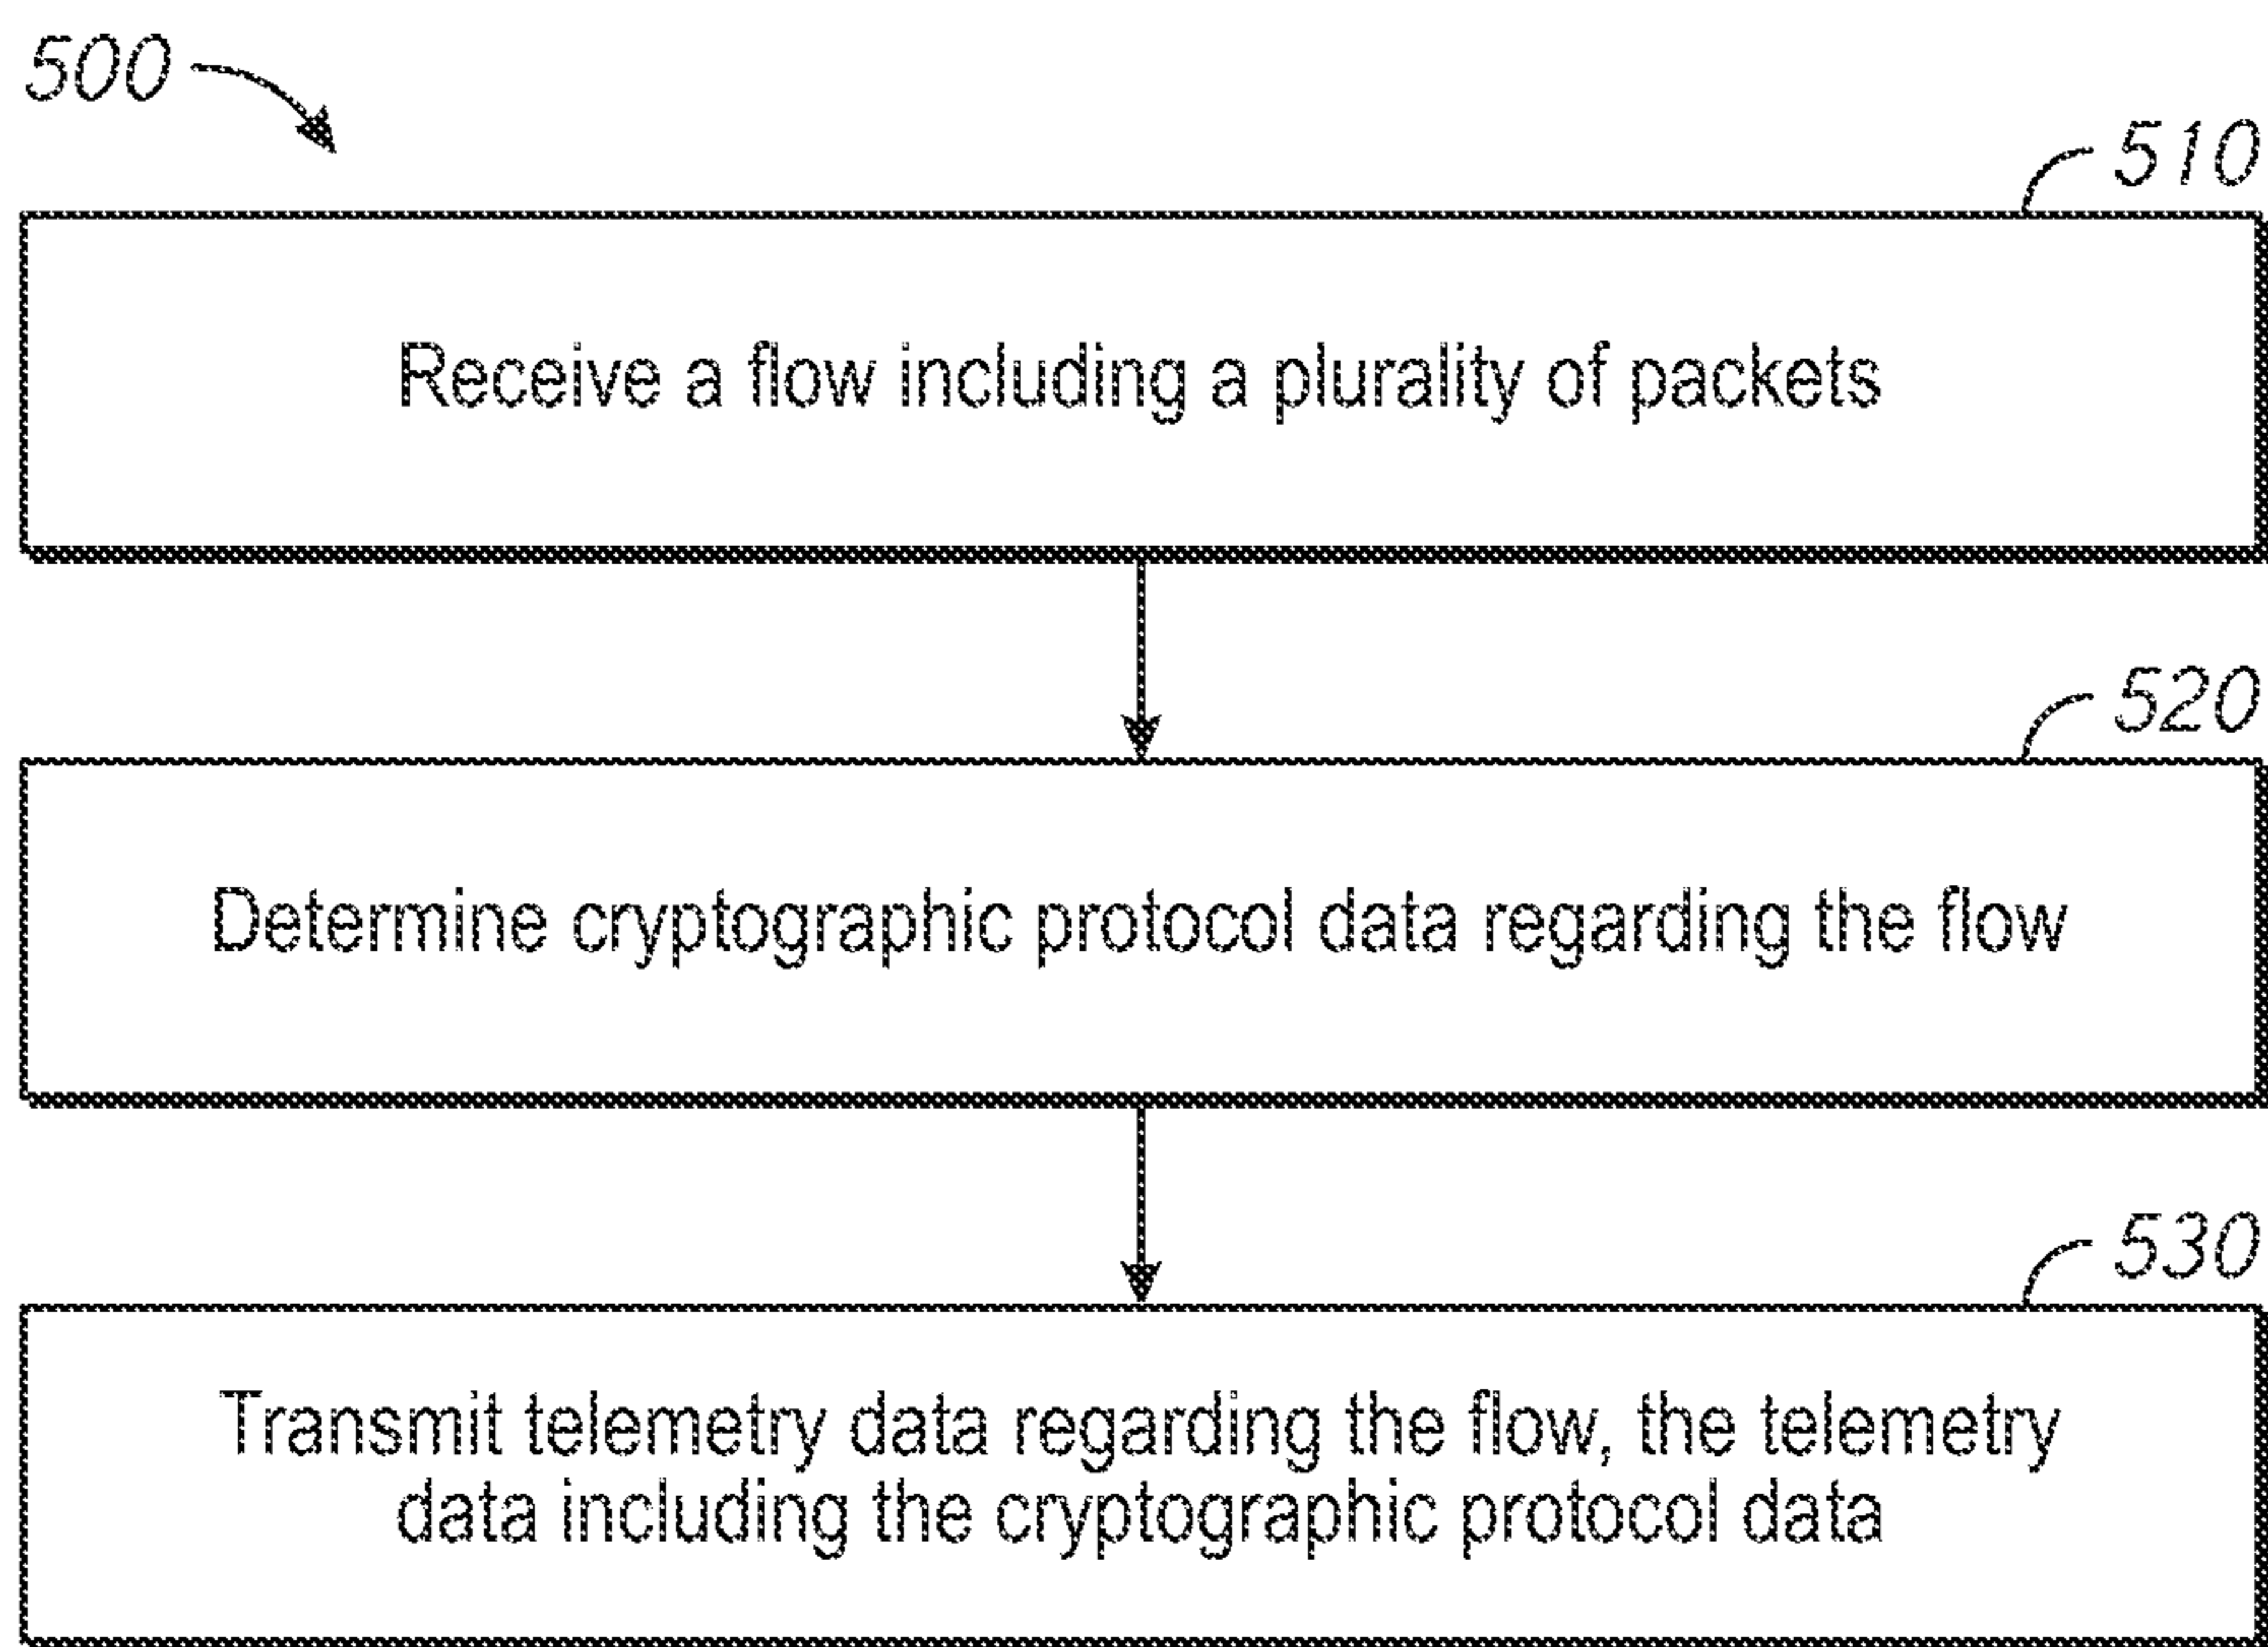 500
510
Receive a flow including a plurality of packets
520
Determine cryptographic protocol data regarding the flow
530
Transmit telemetry data regarding the flow, the telemetry
data including the cryptographic protocol data